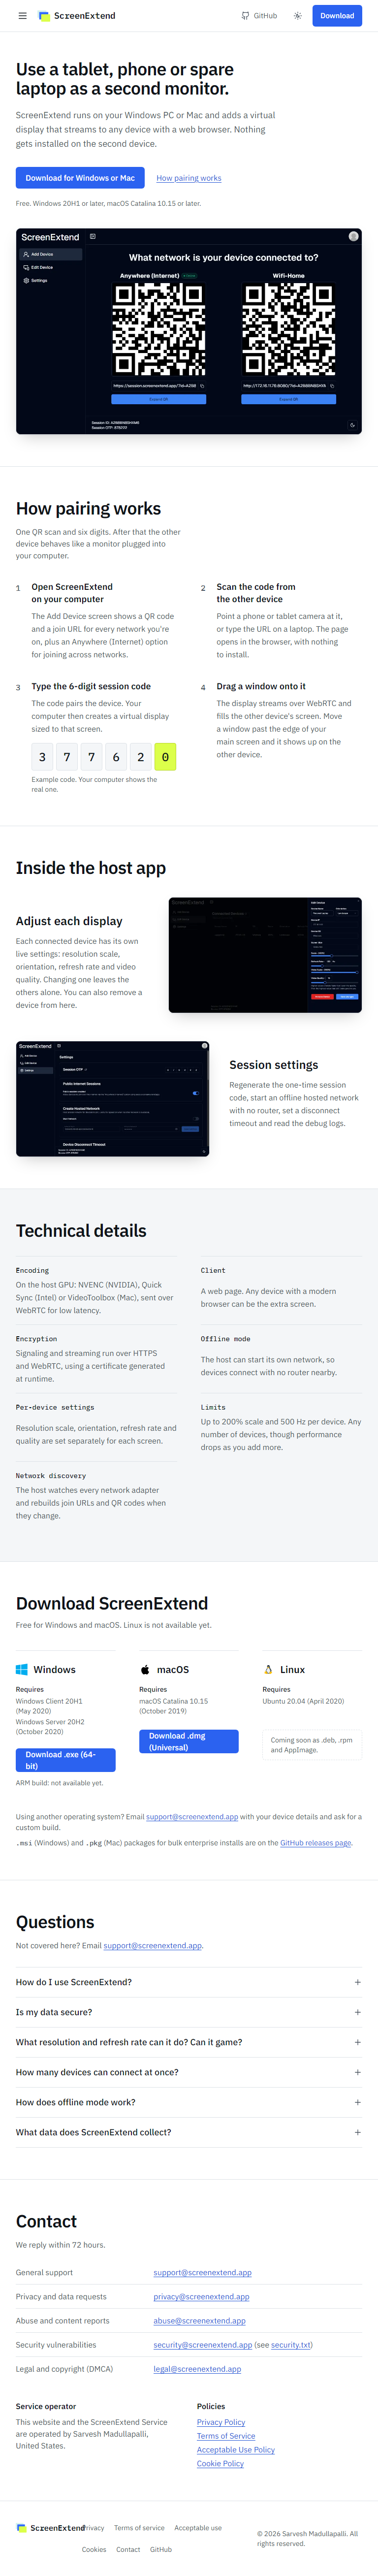 ScreenExtend
GitHub
Download
Use a tablet, phone or spare
laptop as a second monitor.
ScreenExtend runs on your Windows PC or Mac and adds a virtual
display that streams to any device with a web browser. Nothing
gets installed on the second device.
Download for Windows or Mac
How pairing works
Free. Windows 20H1 or later, macOS Catalina 10.15 or later.
ScreenExtend
Add Device
Edit Device
Settings
What network is your device connected to?
Anywhere (Internet)
Wifi-Home
Expand QR
Expand QR
How pairing works
One QR scan and six digits. After that the other
device behaves like a monitor plugged into
your computer.
1
Open ScreenExtend
on your computer
The Add Device screen shows a QR code
and a join URL for every network you're
on, plus an Anywhere (Internet) option
for joining across networks.
2
Scan the code from
the other device
Point a phone or tablet camera at it,
or type the URL on a laptop. The page
opens in the browser, with nothing
to install.
3
Type the 6-digit session code
The code pairs the device. Your
computer then creates a virtual display
sized to that screen.
3 7 7 6 2 0
Example code. Your computer shows the
real one.
4
Drag a window onto it
The display streams over WebRTC and
fills the other device's screen. Move
a window past the edge of your
main screen and it shows up on the
other device.
Inside the host app
Adjust each display
Each connected device has its own
live settings: resolution scale,
orientation, refresh rate and video
quality. Changing one leaves the
others alone. You can also remove a
device from here.
ScreenExtend
Add Device
Edit Device
Settings
Settings
Session OTP
Public Internet Sessions
Create Hosted Network
Device Disconnect Timeout
Session settings
Regenerate the one-time session
code, start an offline hosted network
with no router, set a disconnect
timeout and read the debug logs.
Technical details
Encoding
On the host GPU: NVENC (NVIDIA), Quick
Sync (Intel) or VideoToolbox (Mac), sent over
WebRTC for low latency.
Client
A web page. Any device with a modern
browser can be the extra screen.
Encryption
Signaling and streaming run over HTTPS
and WebRTC, using a certificate generated
at runtime.
Offline mode
The host can start its own network, so
devices connect with no router nearby.
Per-device settings
Resolution scale, orientation, refresh rate and
quality are set separately for each screen.
Limits
Up to 200% scale and 500 Hz per device. Any
number of devices, though performance
drops as you add more.
Network discovery
The host watches every network adapter
and rebuilds join URLs and QR codes when
they change.
Download ScreenExtend
Free for Windows and macOS. Linux is not available yet.
Windows
Requires
Windows Client 20H1
(May 2020)
Windows Server 20H2
(October 2020)
Download .exe (64-
bit)
ARM build: not available yet.
macOS
Requires
macOS Catalina 10.15
(October 2019)
Download .dmg
(Universal)
Linux
Requires
Ubuntu 20.04 (April 2020)
Coming soon as .deb, .rpm
and AppImage.
Using another operating system? Email support@screenextend.app with your device details and ask for a
custom build.
.msi (Windows) and .pkg (Mac) packages for bulk enterprise installs are on the GitHub releases page.
Questions
Not covered here? Email support@screenextend.app.
How do I use ScreenExtend?
Is my data secure?
What resolution and refresh rate can it do? Can it game?
How many devices can connect at once?
How does offline mode work?
What data does ScreenExtend collect?
Contact
We reply within 72 hours.
General support
support@screenextend.app
Privacy and data requests
privacy@screenextend.app
Abuse and content reports
abuse@screenextend.app
Security vulnerabilities
security@screenextend.app (see security.txt)
Legal and copyright (DMCA)
legal@screenextend.app
Service operator
This website and the ScreenExtend Service
are operated by Sarvesh Madullapalli,
United States.
Policies
Privacy Policy
Terms of Service
Acceptable Use Policy
Cookie Policy
ScreenExtend
Privacy
Terms of service
Acceptable use
Cookies
Contact
GitHub
© 2026 Sarvesh Madullapalli. All
rights reserved.